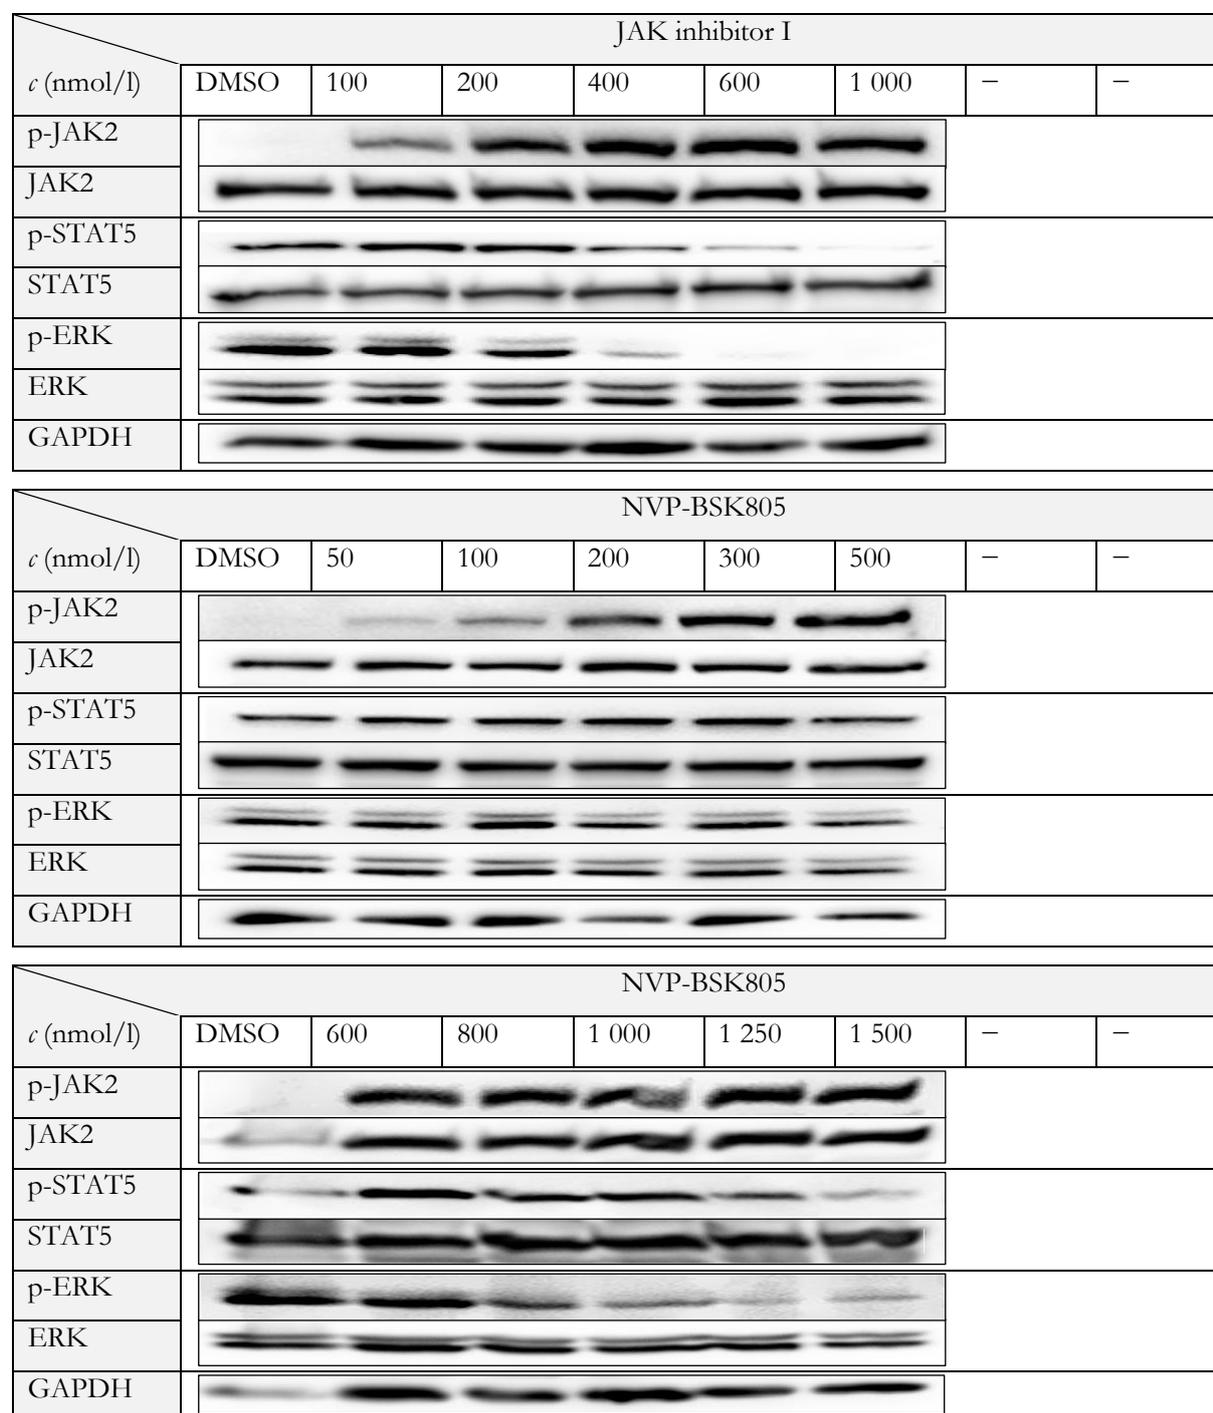 JAK inhibitor I
c (nmol/l) DMSO 100 200 400 600 1 000 – –
p-JAK2
JAK2
p-STAT5
STAT5
p-ERK
ERK
GAPDH
NVP-BSK805
c (nmol/l) DMSO 50 100 200 300 500 – –
p-JAK2
JAK2
p-STAT5
STAT5
p-ERK
ERK
GAPDH
NVP-BSK805
c (nmol/l) DMSO 600 800 1 000 1 250 1 500 – –
p-JAK2
JAK2
p-STAT5
STAT5
p-ERK
ERK
GAPDH